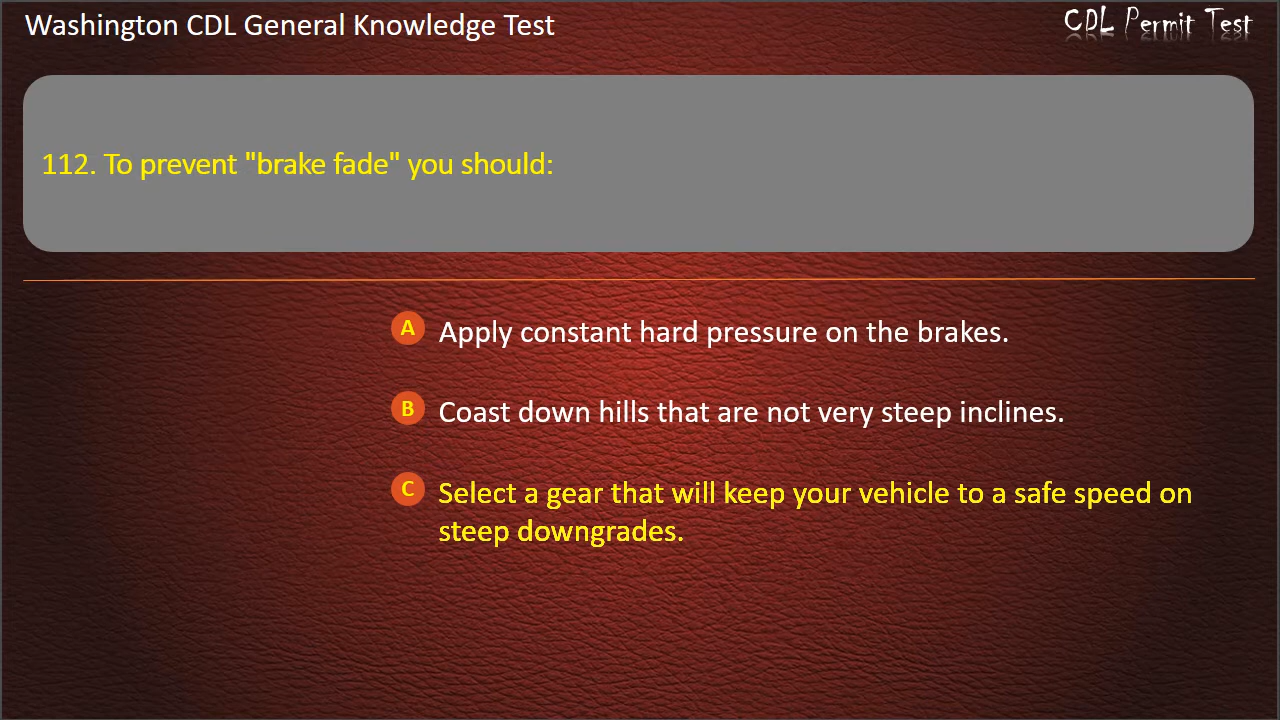 Washington CDL General Knowledge Test
CDL Permit Test
112. To prevent "brake fade" you should:
A Apply constant hard pressure on the brakes.
B Coast down hills that are not very steep inclines.
C Select a gear that will keep your vehicle to a safe speed on
steep downgrades.